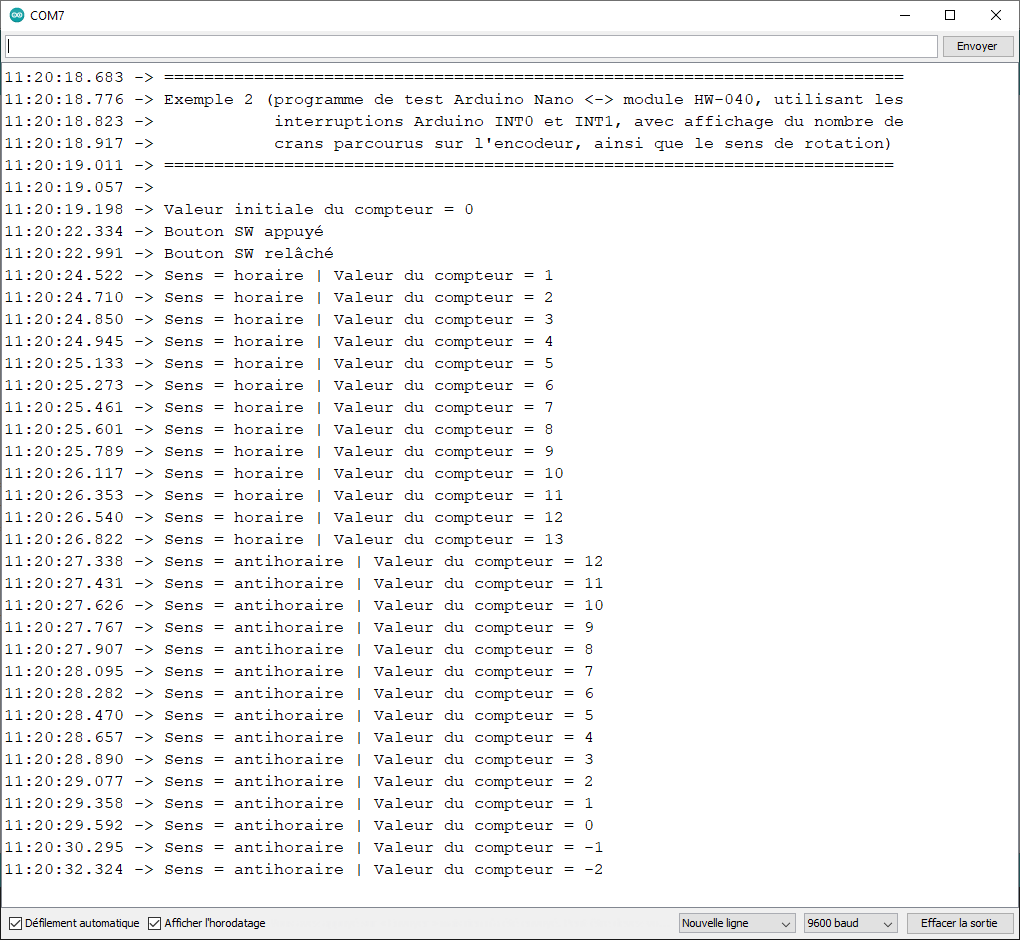 COM7
Envoyer
11:20:18.683 -> ==========================================================================
11:20:18.776 -> Exemple 2 (programme de test Arduino Nano <-> module HW-040, utilisant les
11:20:18.823 ->            interruptions Arduino INT0 et INT1, avec affichage du nombre de
11:20:18.917 ->            crans parcourus sur l'encodeur, ainsi que le sens de rotation)
11:20:19.011 -> =========================================================================
11:20:19.057 ->
11:20:19.198 -> Valeur initiale du compteur = 0
11:20:22.334 -> Bouton SW appuyé
11:20:22.991 -> Bouton SW relâché
11:20:24.522 -> Sens = horaire | Valeur du compteur = 1
11:20:24.710 -> Sens = horaire | Valeur du compteur = 2
11:20:24.850 -> Sens = horaire | Valeur du compteur = 3
11:20:24.945 -> Sens = horaire | Valeur du compteur = 4
11:20:25.133 -> Sens = horaire | Valeur du compteur = 5
11:20:25.273 -> Sens = horaire | Valeur du compteur = 6
11:20:25.461 -> Sens = horaire | Valeur du compteur = 7
11:20:25.601 -> Sens = horaire | Valeur du compteur = 8
11:20:25.789 -> Sens = horaire | Valeur du compteur = 9
11:20:26.117 -> Sens = horaire | Valeur du compteur = 10
11:20:26.353 -> Sens = horaire | Valeur du compteur = 11
11:20:26.540 -> Sens = horaire | Valeur du compteur = 12
11:20:26.822 -> Sens = horaire | Valeur du compteur = 13
11:20:27.338 -> Sens = antihoraire | Valeur du compteur = 12
11:20:27.431 -> Sens = antihoraire | Valeur du compteur = 11
11:20:27.626 -> Sens = antihoraire | Valeur du compteur = 10
11:20:27.767 -> Sens = antihoraire | Valeur du compteur = 9
11:20:27.907 -> Sens = antihoraire | Valeur du compteur = 8
11:20:28.095 -> Sens = antihoraire | Valeur du compteur = 7
11:20:28.282 -> Sens = antihoraire | Valeur du compteur = 6
11:20:28.470 -> Sens = antihoraire | Valeur du compteur = 5
11:20:28.657 -> Sens = antihoraire | Valeur du compteur = 4
11:20:28.890 -> Sens = antihoraire | Valeur du compteur = 3
11:20:29.077 -> Sens = antihoraire | Valeur du compteur = 2
11:20:29.358 -> Sens = antihoraire | Valeur du compteur = 1
11:20:29.592 -> Sens = antihoraire | Valeur du compteur = 0
11:20:30.295 -> Sens = antihoraire | Valeur du compteur = -1
11:20:32.324 -> Sens = antihoraire | Valeur du compteur = -2
Défilement automatique Afficher l'horodatage Nouvelle ligne 9600 baud Effacer la sortie